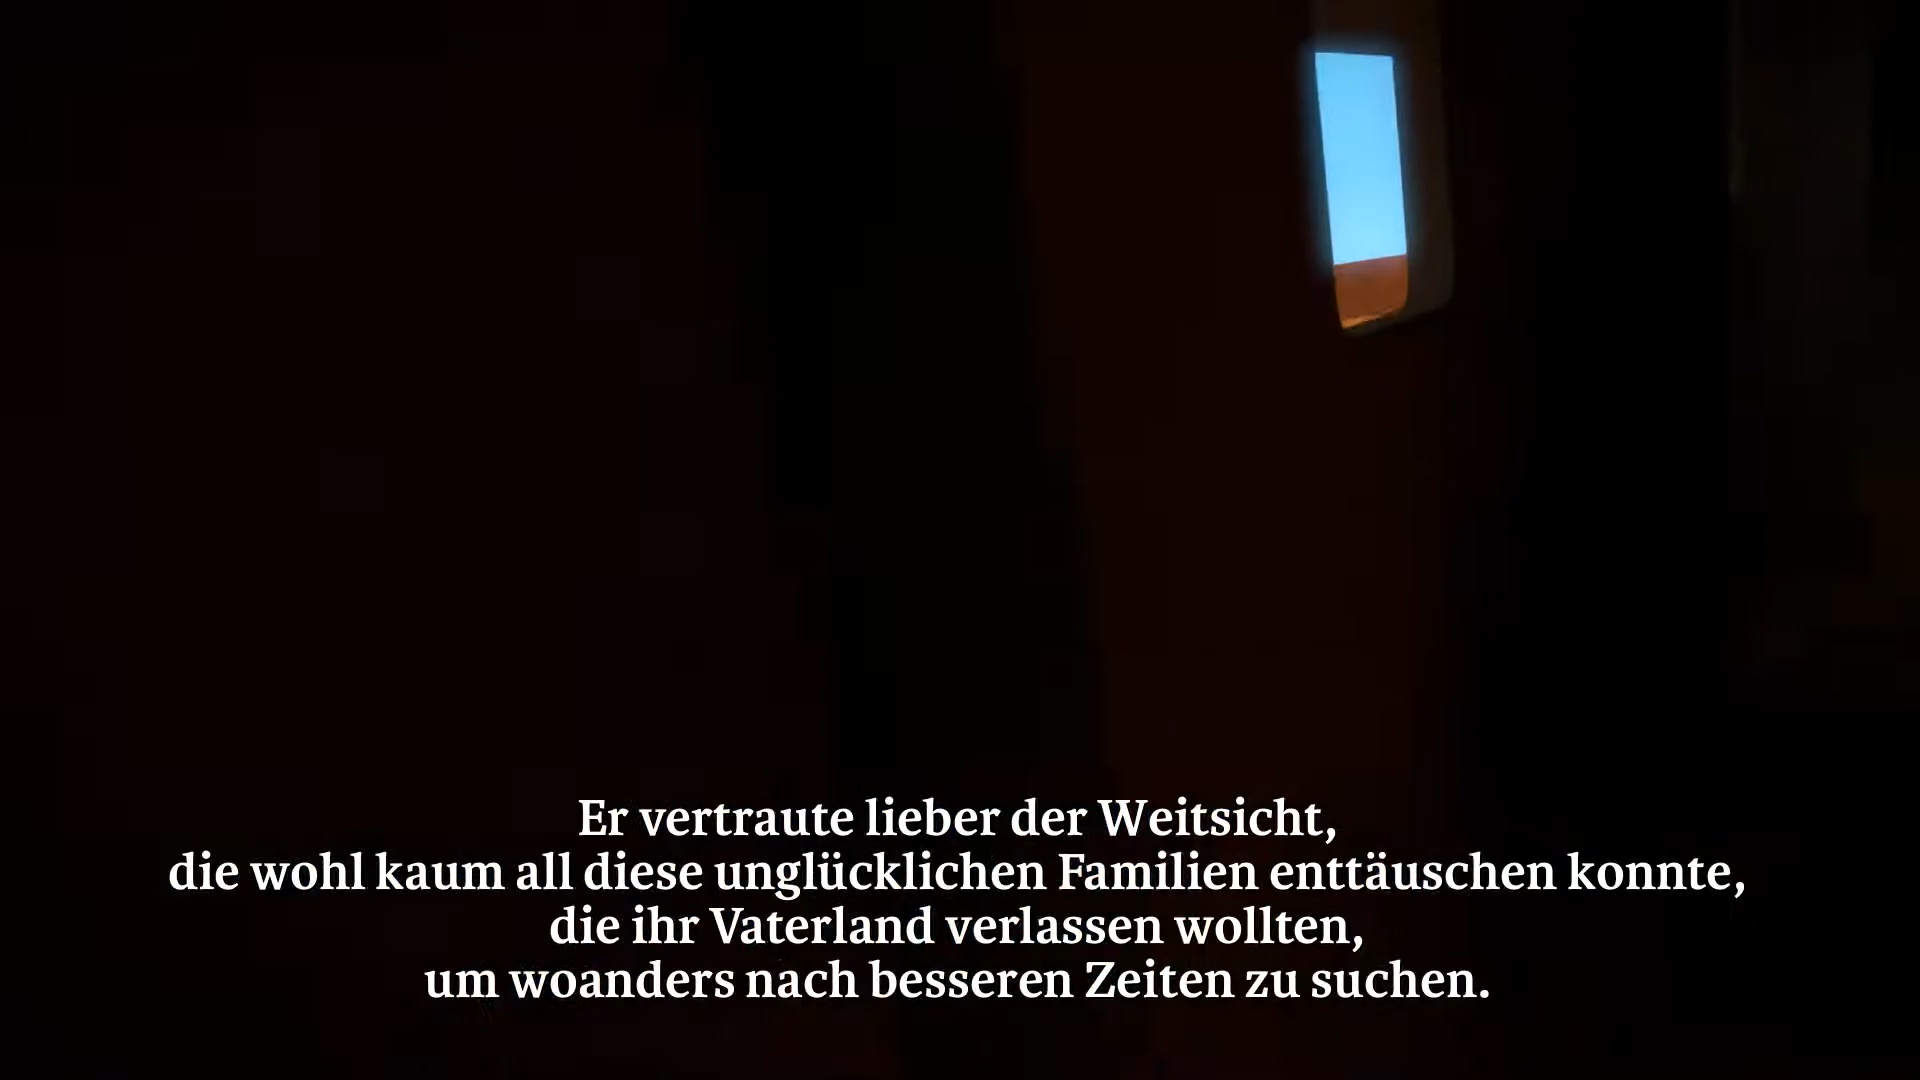 Er vertraute lieber der Weitsicht,
die wohl kaum all diese unglücklichen Familien enttäuschen konnte,
die ihr Vaterland verlassen wollten,
um woanders nach besseren Zeiten zu suchen.